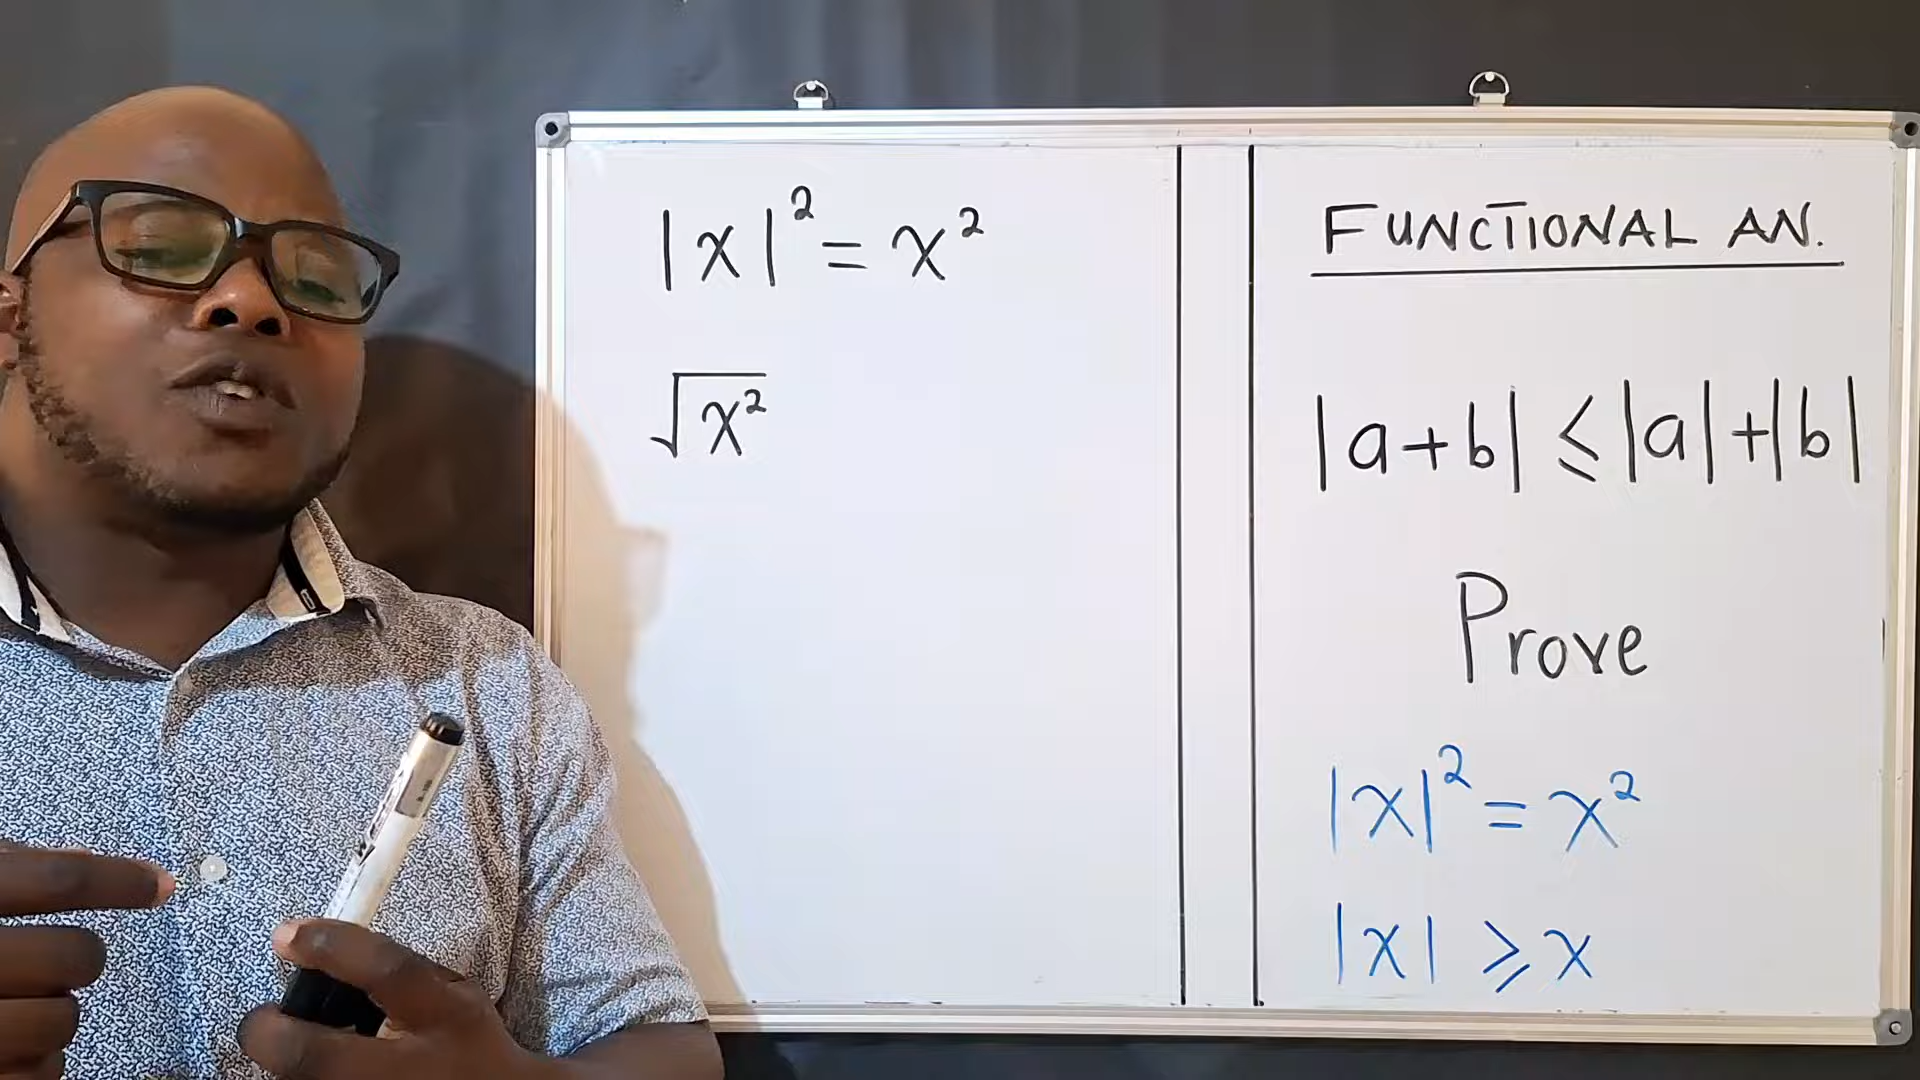 |x|² = x²
√x²
FUNCTIONAL AN.
|a+b| ≤ |a|+|b|
Prove
|x|² = x²
|x| ⩾ x